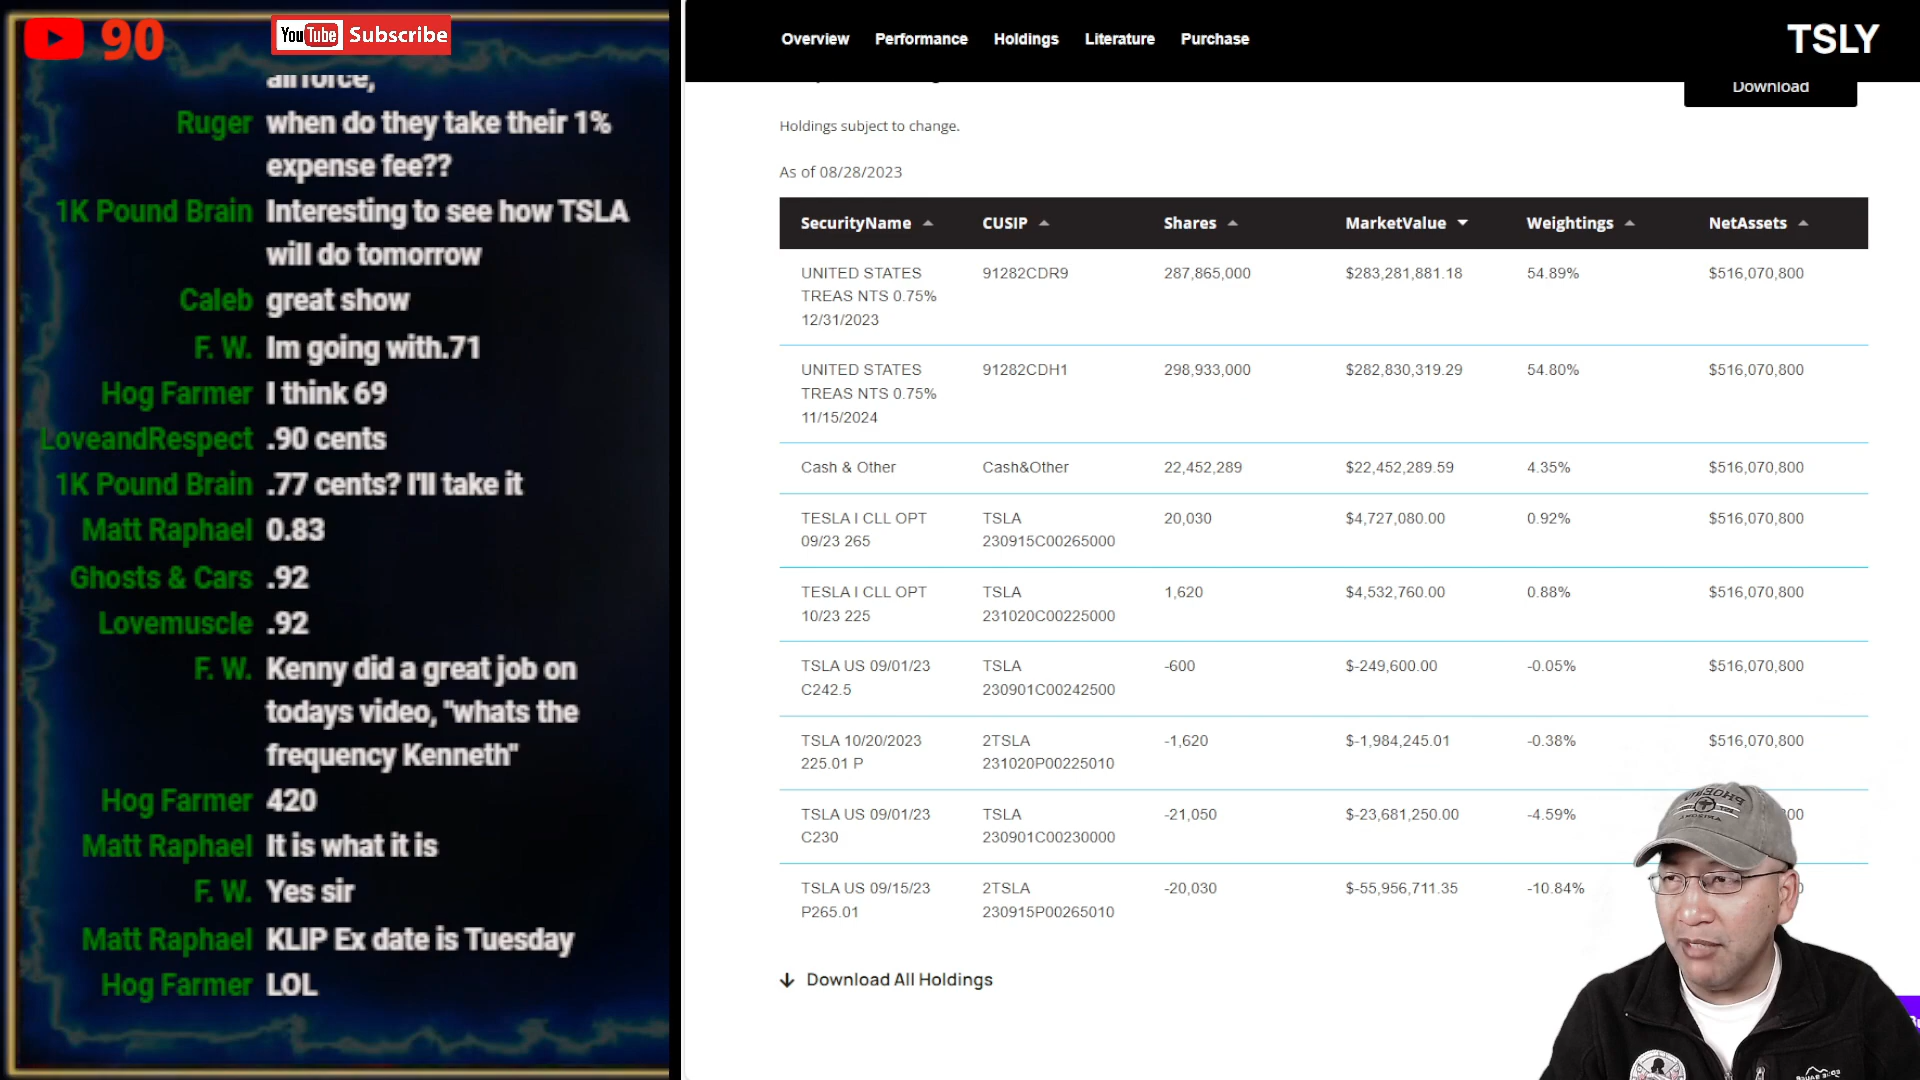 90
YouTube Subscribe
airforce,
Ruger when do they take their 1%
expense fee??
1K Pound Brain Interesting to see how TSLA
will do tomorrow
Caleb great show
F. W. Im going with.71
Hog Farmer I think 69
LoveandRespect .90 cents
1K Pound Brain .77 cents? I'll take it
Matt Raphael 0.83
Ghosts & Cars .92
Lovemuscle .92
F. W. Kenny did a great job on
todays video, "whats the
frequency Kenneth"
Hog Farmer 420
Matt Raphael It is what it is
F. W. Yes sir
Matt Raphael KLIP Ex date is Tuesday
Hog Farmer LOL
Overview Performance Holdings Literature Purchase TSLY
Download
Holdings subject to change.
As of 08/28/2023
SecurityName CUSIP Shares MarketValue Weightings NetAssets
UNITED STATES 91282CDR9 287,865,000 $283,281,881.18 54.89% $516,070,800
TREAS NTS 0.75%
12/31/2023
UNITED STATES 91282CDH1 298,933,000 $282,830,319.29 54.80% $516,070,800
TREAS NTS 0.75%
11/15/2024
Cash & Other Cash&Other 22,452,289 $22,452,289.59 4.35% $516,070,800
TESLA I CLL OPT TSLA 20,030 $4,727,080.00 0.92% $516,070,800
09/23 265 230915C00265000
TESLA I CLL OPT TSLA 1,620 $4,532,760.00 0.88% $516,070,800
10/23 225 231020C00225000
TSLA US 09/01/23 TSLA -600 $-249,600.00 -0.05% $516,070,800
C242.5 230901C00242500
TSLA 10/20/2023 2TSLA -1,620 $-1,984,245.01 -0.38% $516,070,800
225.01 P 231020P00225010
TSLA US 09/01/23 TSLA -21,050 $-23,681,250.00 -4.59% 00
C230 230901C00230000
TSLA US 09/15/23 2TSLA -20,030 $-55,956,711.35 -10.84%
P265.01 230915P00265010
Download All Holdings